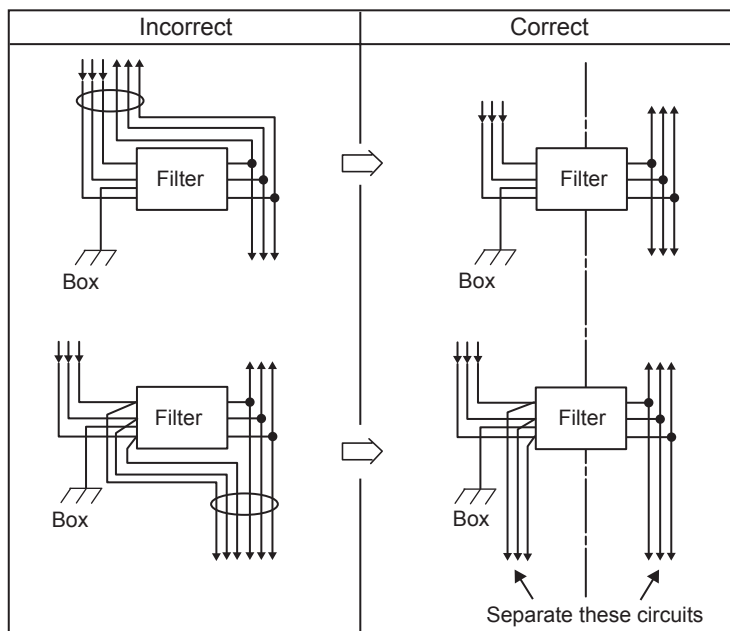 Incorrect
Correct
Filter
Filter
Box
Box
Filter
Filter
Box
Box
Separate these circuits